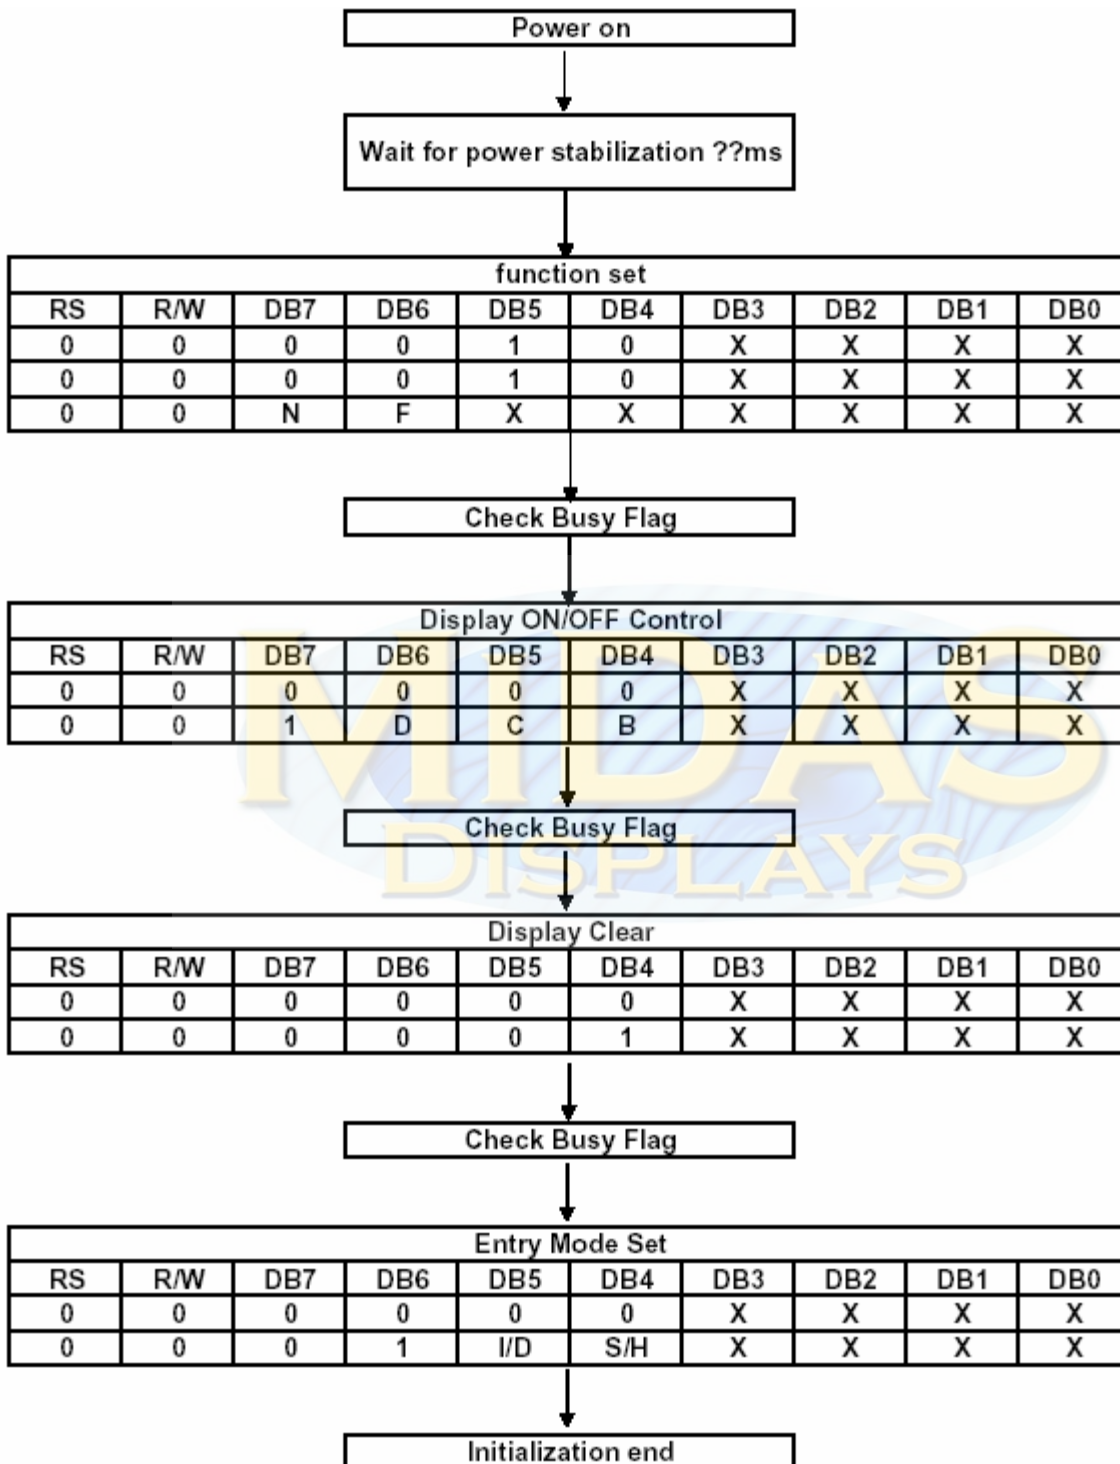 Power on
Wait for power stabilization ??ms
function set
RS R/W DB7 DB6 DB5 DB4 DB3 DB2 DB1 DB0
0 0 0 0 1 0 X X X X
0 0 0 0 1 0 X X X X
0 0 N F X X X X X X
Check Busy Flag
Display ON/OFF Control
RS R/W DB7 DB6 DB5 DB4 DB3 DB2 DB1 DB0
0 0 0 0 0 0 X X X X
0 0 1 D C B X X X X
MIDAS
Check Busy Flag
DISPLAYS
Display Clear
RS R/W DB7 DB6 DB5 DB4 DB3 DB2 DB1 DB0
0 0 0 0 0 0 X X X X
0 0 0 0 0 1 X X X X
Check Busy Flag
Entry Mode Set
RS R/W DB7 DB6 DB5 DB4 DB3 DB2 DB1 DB0
0 0 0 0 0 0 X X X X
0 0 0 1 I/D S/H X X X X
Initialization end